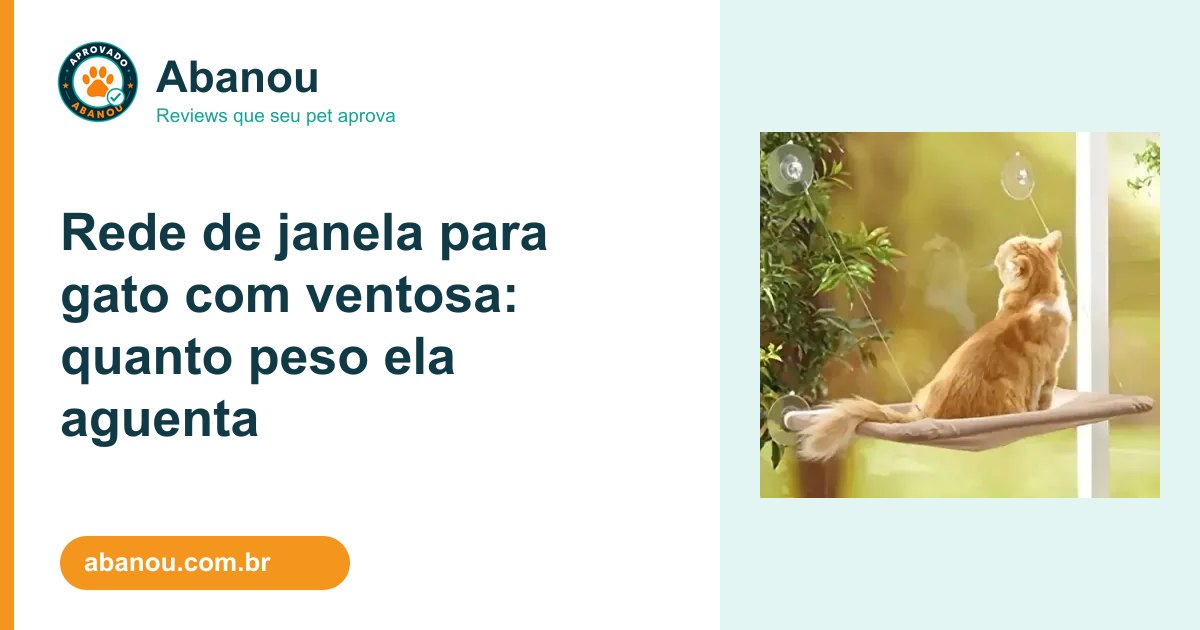 APROVADO
ABANOU
Abanou
Reviews que seu pet aprova
Rede de janela para
gato com ventosa:
quanto peso ela
aguenta
abanou.com.br